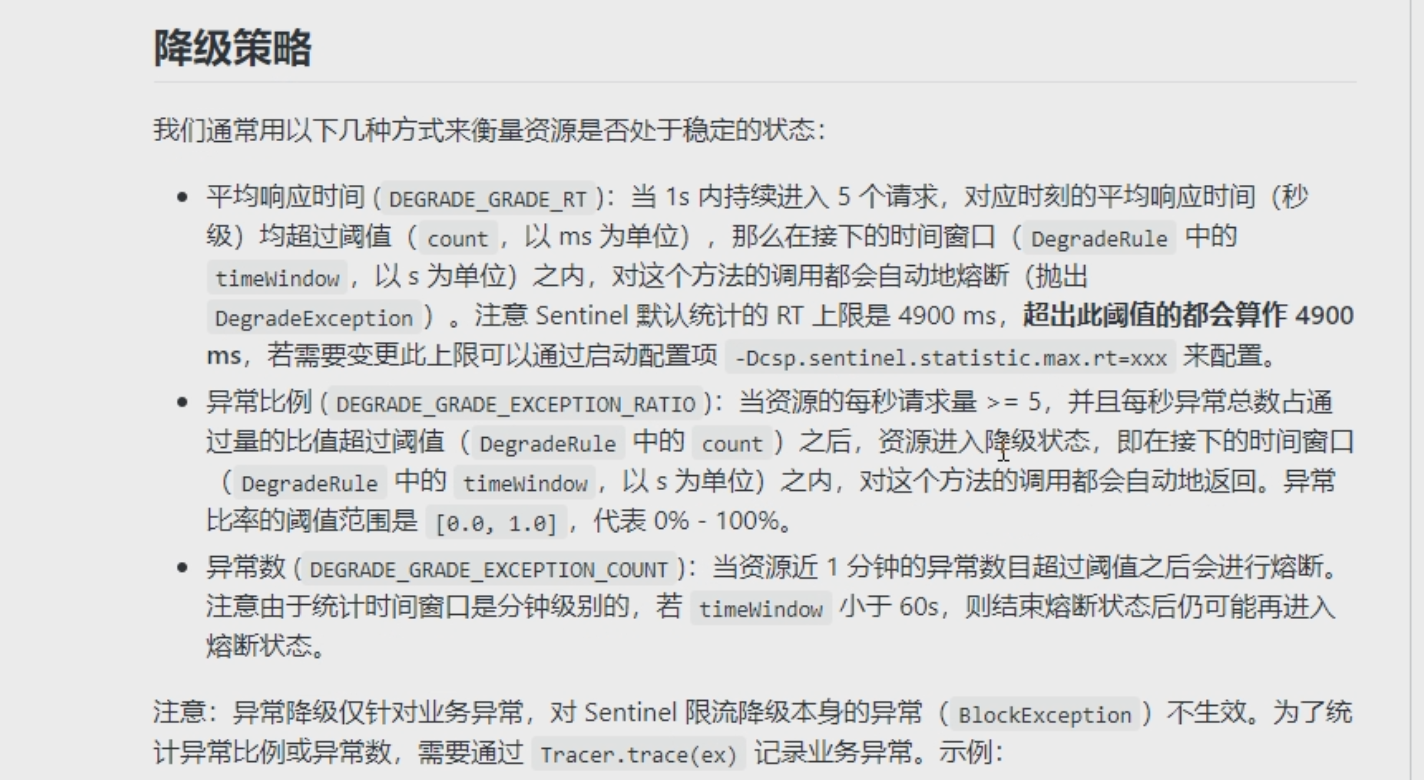 降级策略
我们通常用以下几种方式来衡量资源是否处于稳定的状态：
• 平均响应时间 (DEGRADE_GRADE_RT)：当 1s 内持续进入 5 个请求，对应时刻的平均响应时间（秒
级）均超过阈值（count，以 ms 为单位），那么在接下的时间窗口（DegradeRule 中的
timeWindow，以 s 为单位）之内，对这个方法的调用都会自动地熔断（抛出
DegradeException）。注意 Sentinel 默认统计的 RT 上限是 4900 ms，超出此阈值的都会算作 4900
ms，若需要变更此上限可以通过启动配置项 -Dcsp.sentinel.statistic.max.rt=xxx 来配置。
• 异常比例 (DEGRADE_GRADE_EXCEPTION_RATIO)：当资源的每秒请求量 >= 5，并且每秒异常总数占通
过量的比值超过阈值（DegradeRule 中的 count）之后，资源进入降级状态，即在接下的时间窗口
（DegradeRule 中的 timeWindow，以 s 为单位）之内，对这个方法的调用都会自动地返回。异常
比率的阈值范围是 [0.0, 1.0]，代表 0% - 100%。
• 异常数 (DEGRADE_GRADE_EXCEPTION_COUNT)：当资源近 1 分钟的异常数目超过阈值之后会进行熔断。
注意由于统计时间窗口是分钟级别的，若 timeWindow 小于 60s，则结束熔断状态后仍可能再进入
熔断状态。
注意：异常降级仅针对业务异常，对 Sentinel 限流降级本身的异常（BlockException）不生效。为了统
计异常比例或异常数，需要通过 Tracer.trace(ex) 记录业务异常。示例：